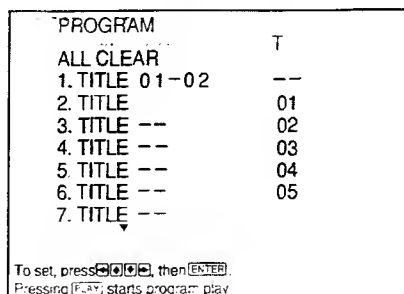 PROGRAM
T
ALL CLEAR
1. TITLE 01-02 --
2. TITLE 01
3. TITLE -- 02
4. TITLE -- 03
5. TITLE -- 04
6. TITLE -- 05
7. TITLE --
To set, press ←↓↑→, then ENTER.
Pressing PLAY starts program play